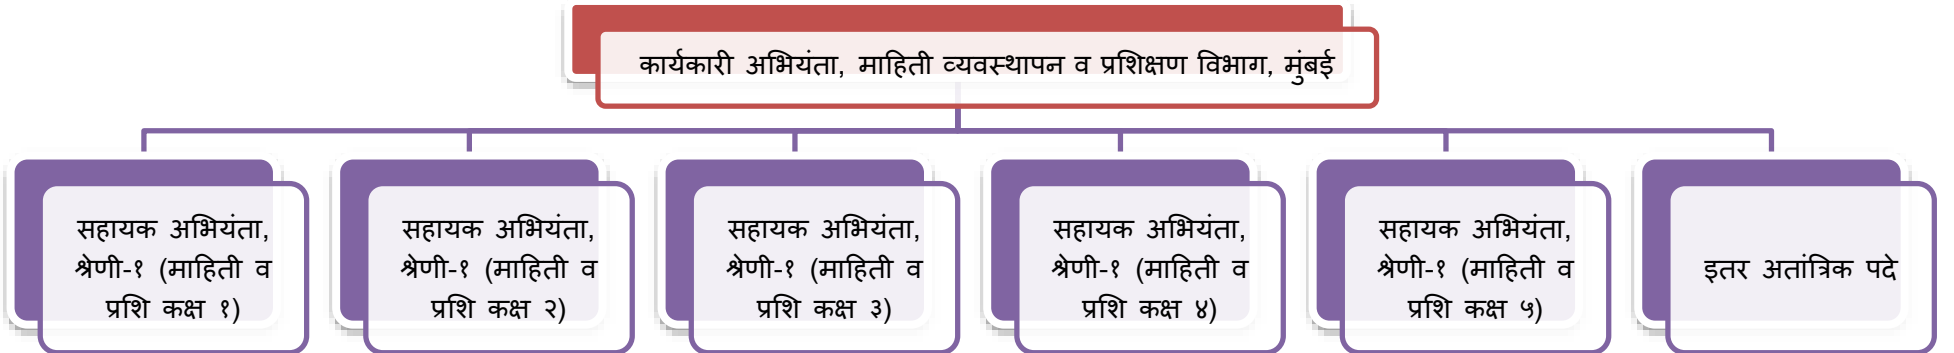 कार्यकारी अभियंता, माहिती व्यवस्थापन व प्रशिक्षण विभाग, मुंबई
सहायक अभियंता,
श्रेणी-१ (माहिती व
प्रशि कक्ष १)
सहायक अभियंता,
श्रेणी-१ (माहिती व
प्रशि कक्ष २)
सहायक अभियंता,
श्रेणी-१ (माहिती व
प्रशि कक्ष ३)
सहायक अभियंता,
श्रेणी-१ (माहिती व
प्रशि कक्ष ४)
सहायक अभियंता,
श्रेणी-१ (माहिती व
प्रशि कक्ष ५)
इतर अतांत्रिक पदे